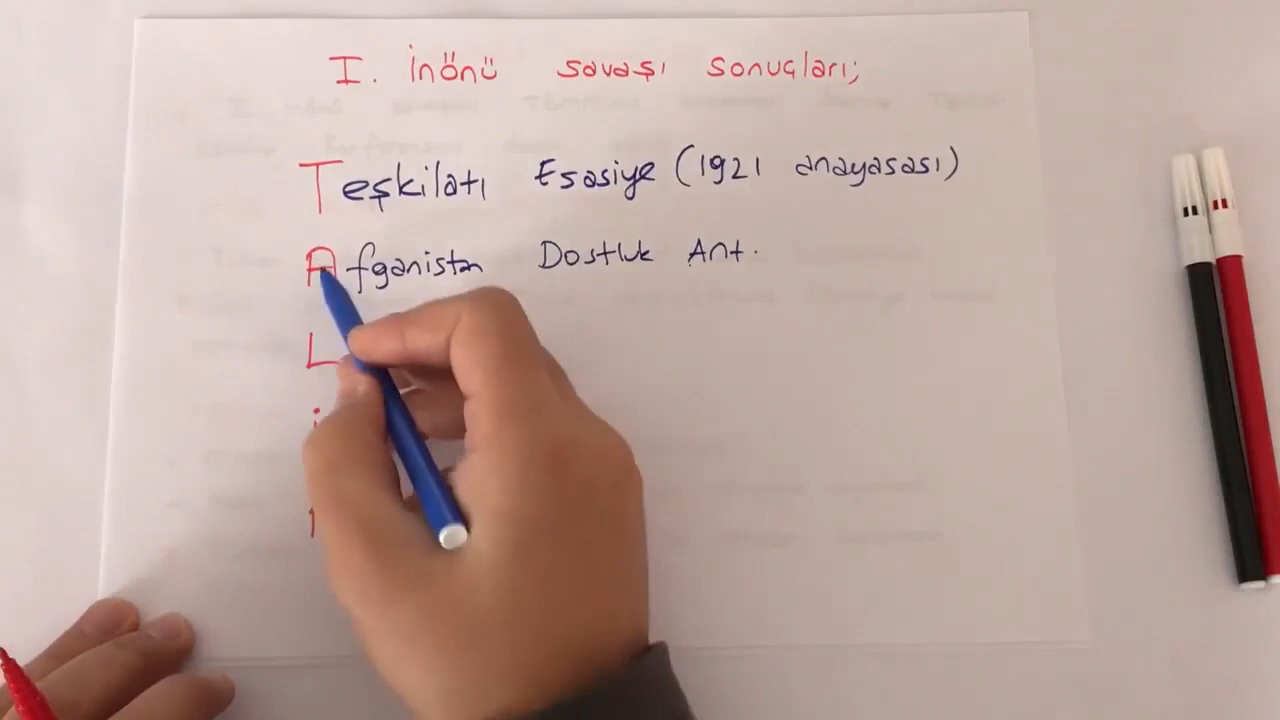 I. İnönü savaşı sonuçları;
Teşkilatı Esasiye (1921 anayasası)
Afganistan Dostluk Ant.
L
i